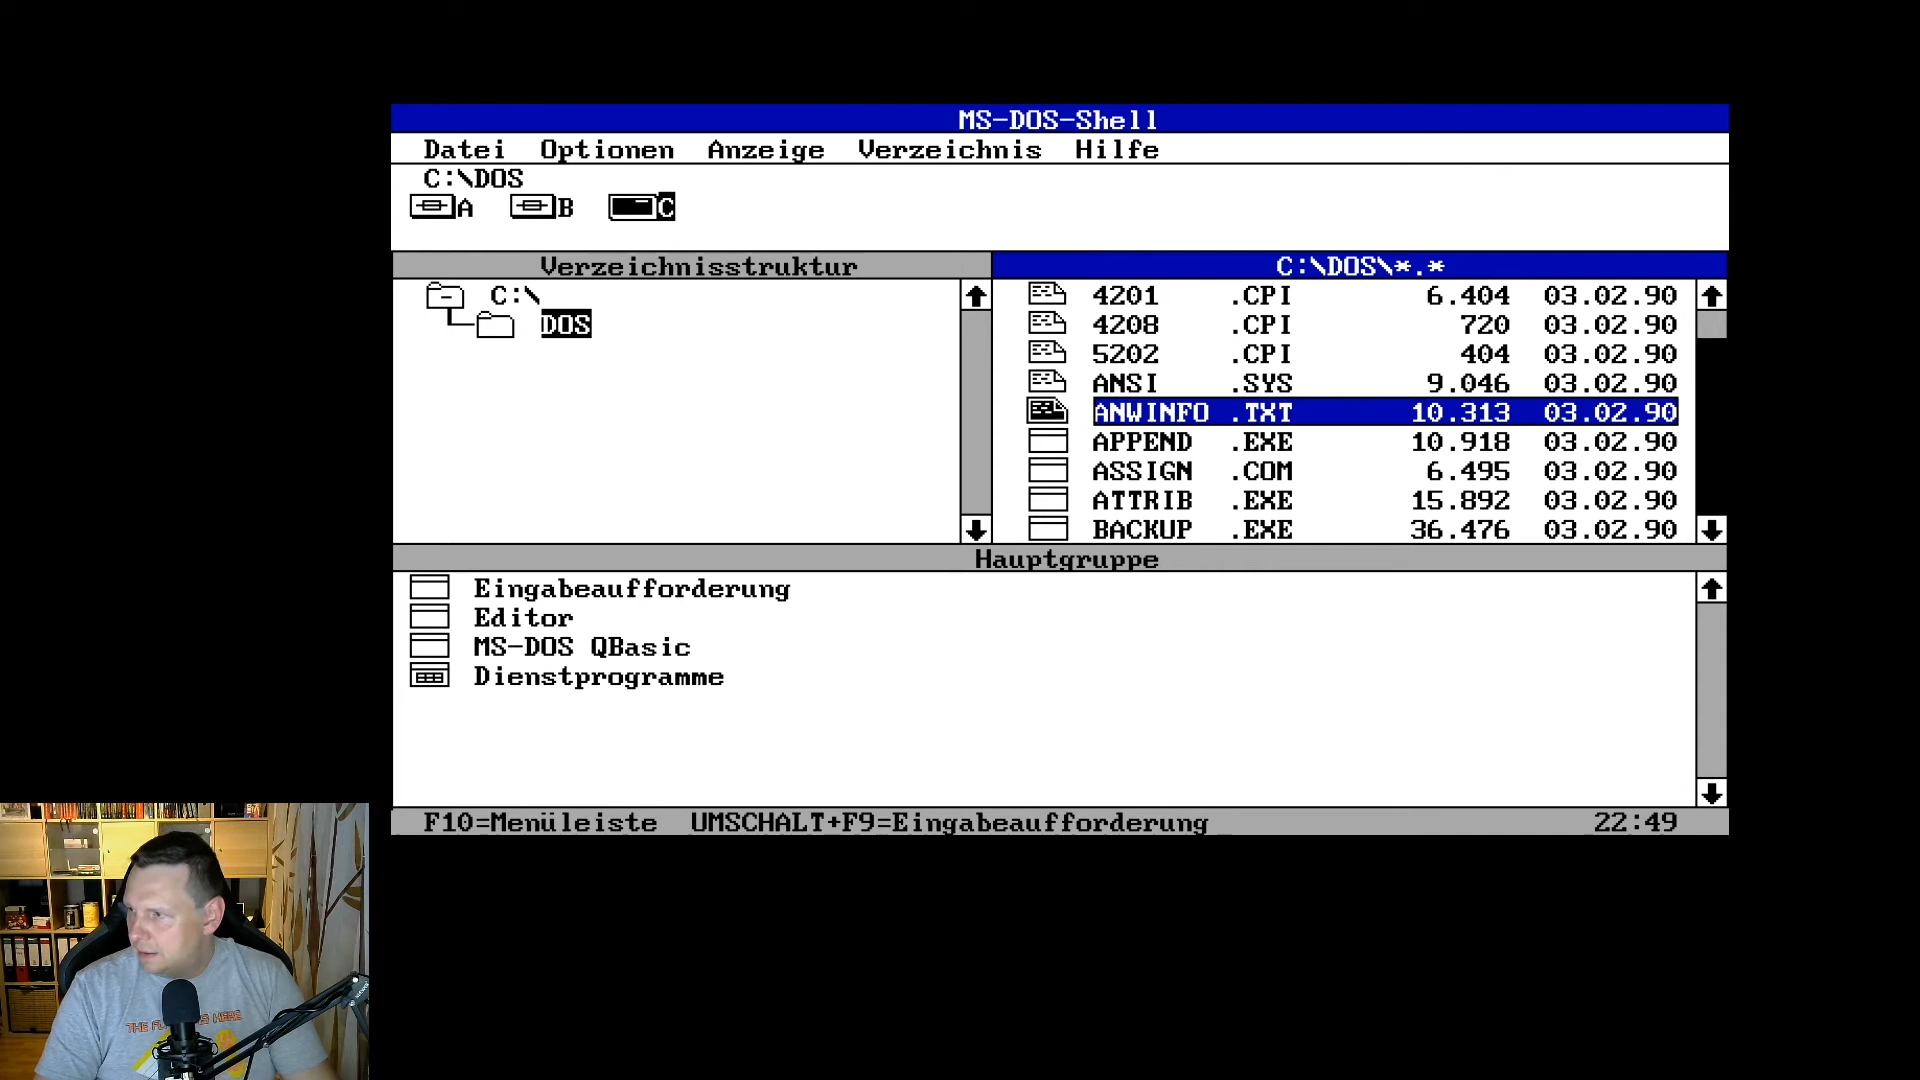 MS-DOS-Shell
Datei Optionen Anzeige Verzeichnis Hilfe
C:\DOS
A B C
Verzeichnisstruktur
C:\
DOS
C:\DOS\*.*
4201 .CPI 6.404 03.02.90
4208 .CPI 720 03.02.90
5202 .CPI 404 03.02.90
ANSI .SYS 9.046 03.02.90
ANWINFO .TXT 10.313 03.02.90
APPEND .EXE 10.918 03.02.90
ASSIGN .COM 6.495 03.02.90
ATTRIB .EXE 15.892 03.02.90
BACKUP .EXE 36.476 03.02.90
Hauptgruppe
Eingabeaufforderung
Editor
MS-DOS QBasic
Dienstprogramme
F10=Menüleiste UMSCHALT+F9=Eingabeaufforderung 22:49
THE HERE